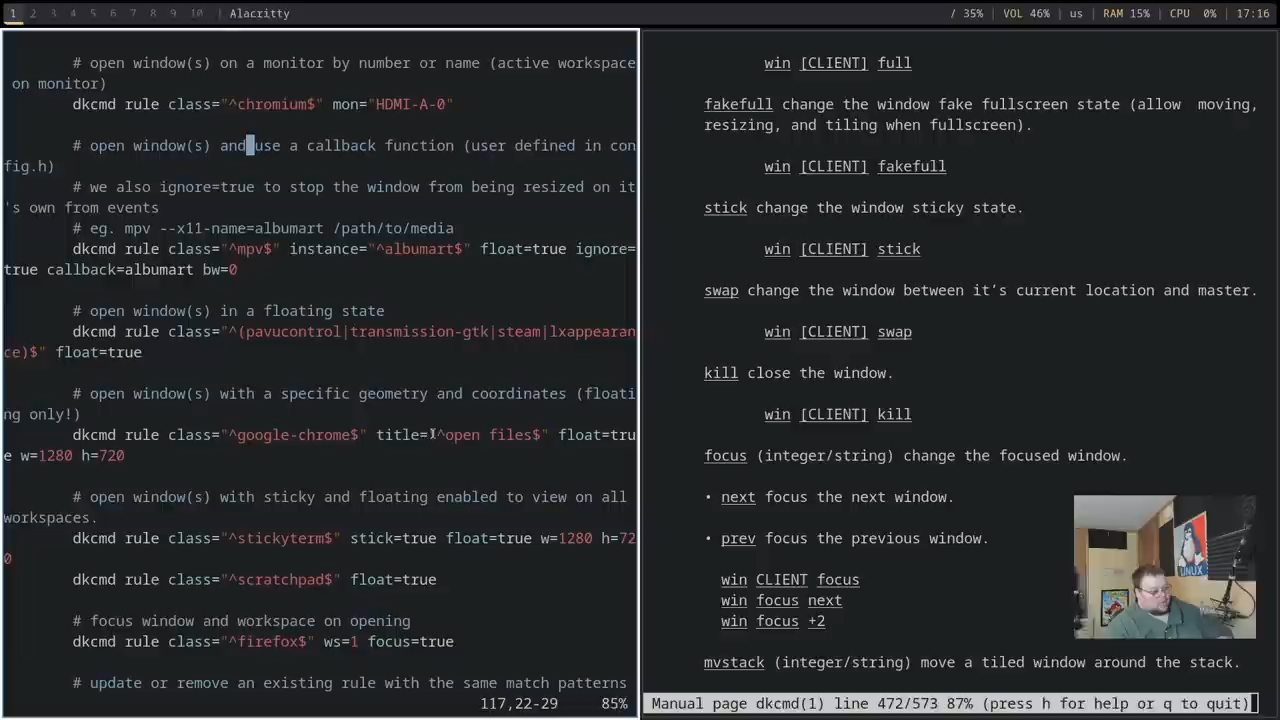 1 2 3 4 5 6 7 8 9 10 | Alacritty
/ 35% | VOL 46% | us | RAM 15% | CPU 0% | 17:16
# open window(s) on a monitor by number or name (active workspace
on monitor)
dkcmd rule class="^chromium$" mon="HDMI-A-0"
# open window(s) and use a callback function (user defined in con
fig.h)
# we also ignore=true to stop the window from being resized on it
's own from events
# eg. mpv --x11-name=albumart /path/to/media
dkcmd rule class="^mpv$" instance="^albumart$" float=true ignore=
true callback=albumart bw=0
# open window(s) in a floating state
dkcmd rule class="^(pavucontrol|transmission-gtk|steam|lxappearan
ce)$" float=true
# open window(s) with a specific geometry and coordinates (floati
ng only!)
dkcmd rule class="^google-chrome$" title="^open files$" float=tru
e w=1280 h=720
# open window(s) with sticky and floating enabled to view on all
workspaces.
dkcmd rule class="^stickyterm$" stick=true float=true w=1280 h=72
0
dkcmd rule class="^scratchpad$" float=true
# focus window and workspace on opening
dkcmd rule class="^firefox$" ws=1 focus=true
# update or remove an existing rule with the same match patterns
117,22-29 85%
win [CLIENT] full
fakefull change the window fake fullscreen state (allow  moving,
resizing, and tiling when fullscreen).
win [CLIENT] fakefull
stick change the window sticky state.
win [CLIENT] stick
swap change the window between it’s current location and master.
win [CLIENT] swap
kill close the window.
win [CLIENT] kill
focus (integer/string) change the focused window.
• next focus the next window.
• prev focus the previous window.
win CLIENT focus
win focus next
win focus +2
mvstack (integer/string) move a tiled window around the stack.
Manual page dkcmd(1) line 472/573 87% (press h for help or q to quit)
UNIX